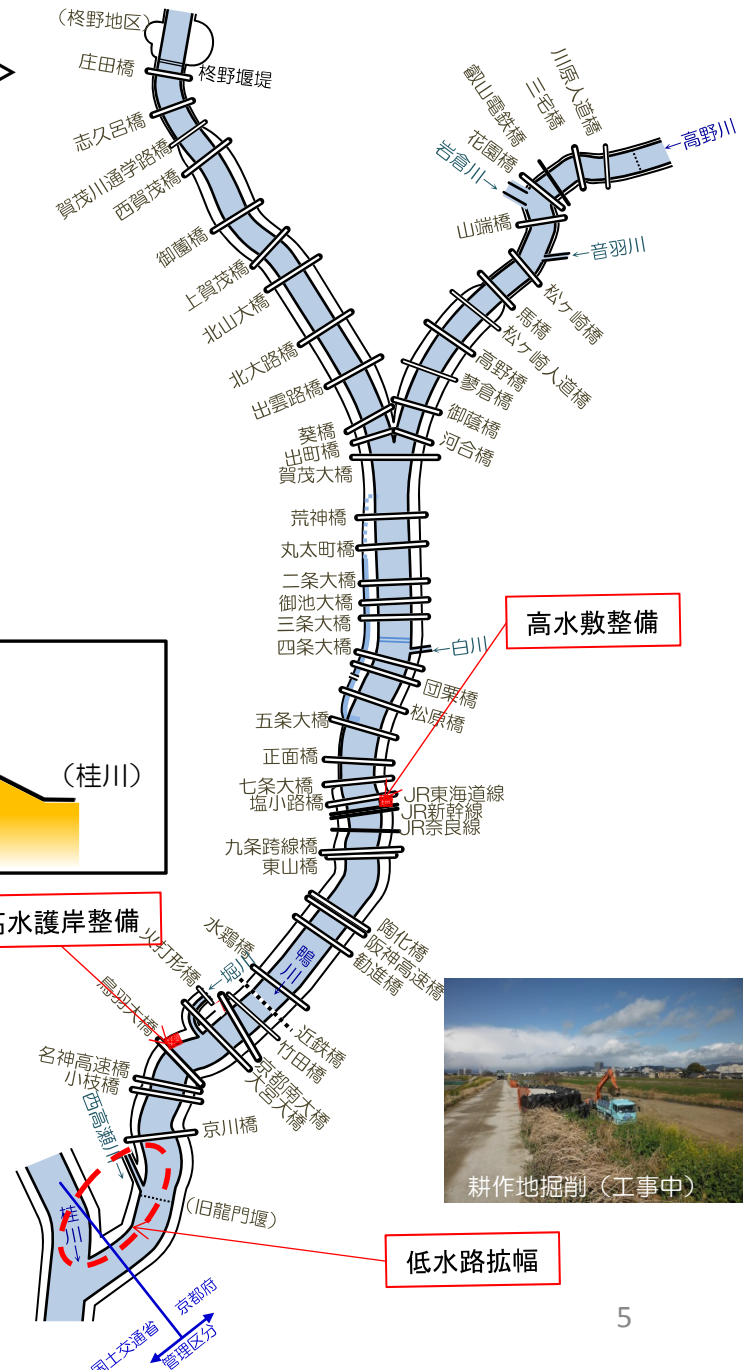 (柊野地区)
庄田橋
柊野堰堤
志久呂橋
賀茂川通学路橋
西賀茂橋
御薗橋
上賀茂橋
北山大橋
北大路橋
出雲路橋
葵橋
出町橋
賀茂大橋
川原人道橋
三宅橋
叡山電鉄橋
花園橋
岩倉川→
←高野川
山端橋
←音羽川
松ケ崎橋
馬橋
松ケ崎人道橋
高野橋
蓼倉橋
御蔭橋
河合橋
荒神橋
丸太町橋
二条大橋
御池大橋
三条大橋
四条大橋
←白川
高水敷整備
団栗橋
松原橋
五条大橋
正面橋
七条大橋
塩小路橋
JR東海道線
JR新幹線
JR奈良線
九条跨線橋
東山橋
(桂川)
水護岸整備
陶化橋
阪神高速橋
勧進橋
水鶏橋
鴨川
←堀川
火打形橋
鳥羽大橋
近鉄橋
竹田橋
京都南大橋
大宮大橋
名神高速橋
小枝橋
西高瀬川→
京川橋
(旧龍門堰)
桂川→
低水路拡幅
耕作地掘削(工事中)
京都府
国土交通省
管理区分
5